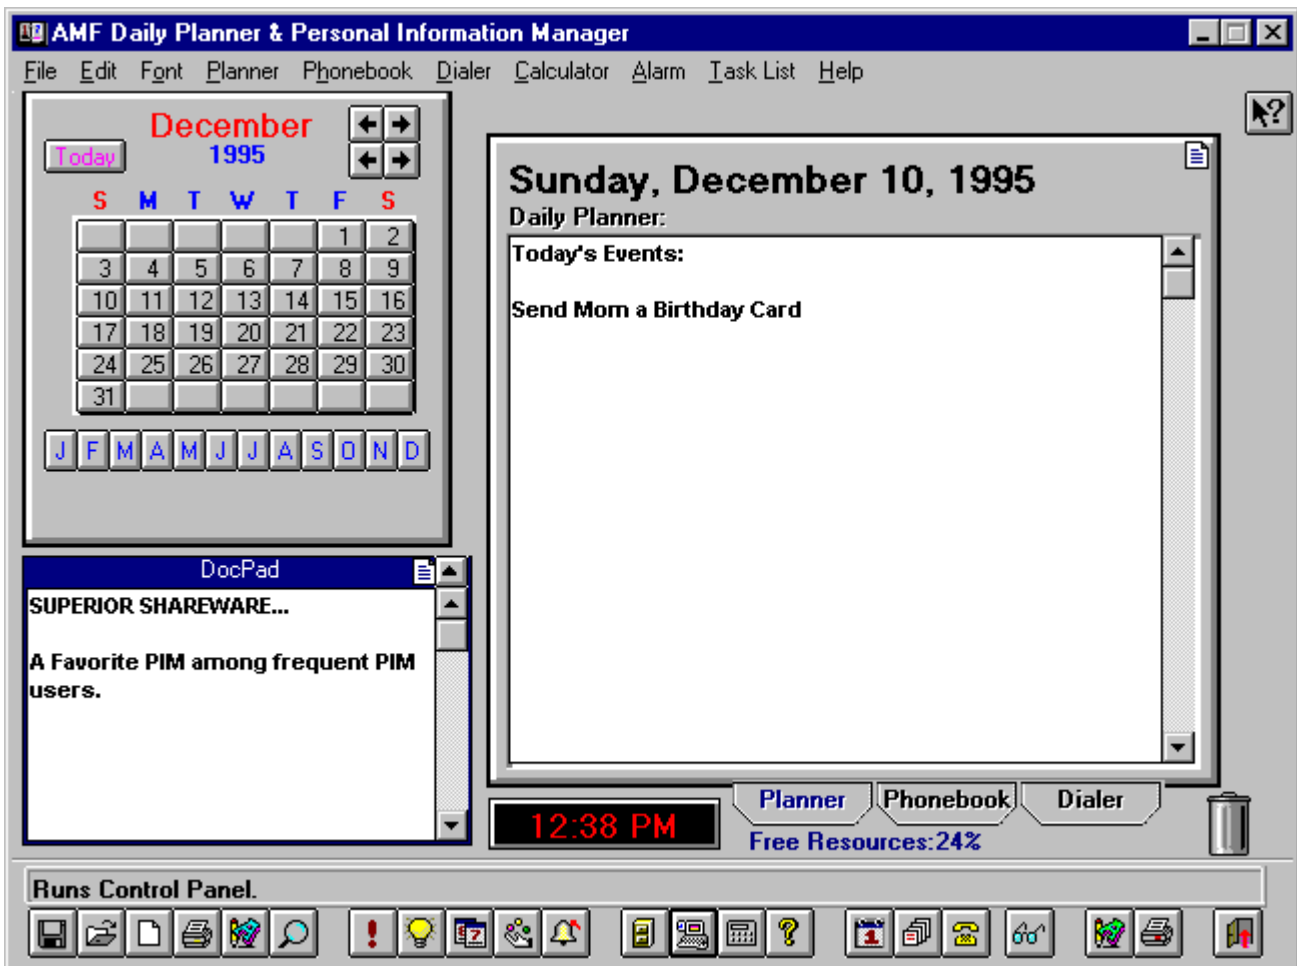 AMF Daily Planner & Personal Information Manager
File Edit Font Planner Phonebook Dialer Calculator Alarm Task List Help
December
Today 1995
S M T W T F S
1 2
3 4 5 6 7 8 9
10 11 12 13 14 15 16
17 18 19 20 21 22 23
24 25 26 27 28 29 30
31
J F M A M J J A S O N D
Sunday, December 10, 1995
Daily Planner:
Today's Events:
Send Mom a Birthday Card
DocPad
SUPERIOR SHAREWARE...
A Favorite PIM among frequent PIM
users.
12:38 PM
Planner Phonebook Dialer
Free Resources:24%
Runs Control Panel.